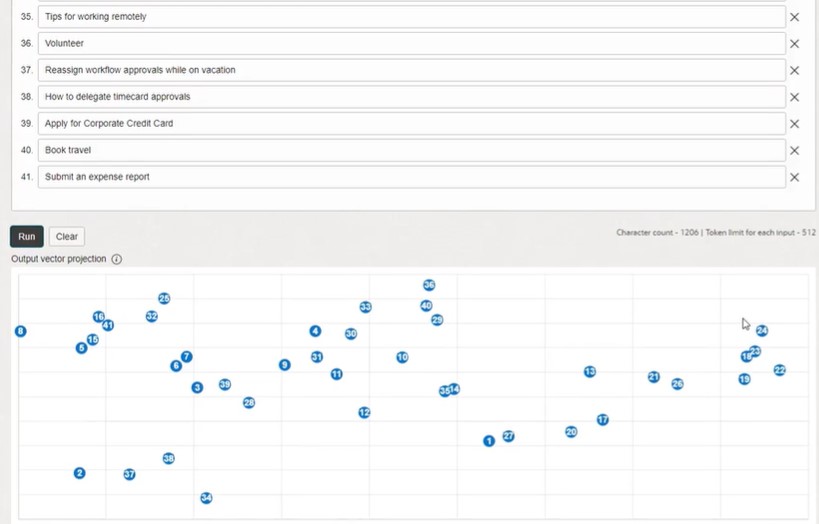 35. Tips for working remotely
36. Volunteer
37. Reassign workflow approvals while on vacation
38. How to delegate timecard approvals
39. Apply for Corporate Credit Card
40. Book travel
41. Submit an expense report
Run Clear Character count - 1206 | Token limit for each input - 512
Output vector projection
36
25 33 40
16 32 29
41
8 4 30 24
15
5 23
7 31 10 18
6 9 22
11 13 21 19
3 39 26
35 14
28
12 17
20
1 27
38
2 37
34